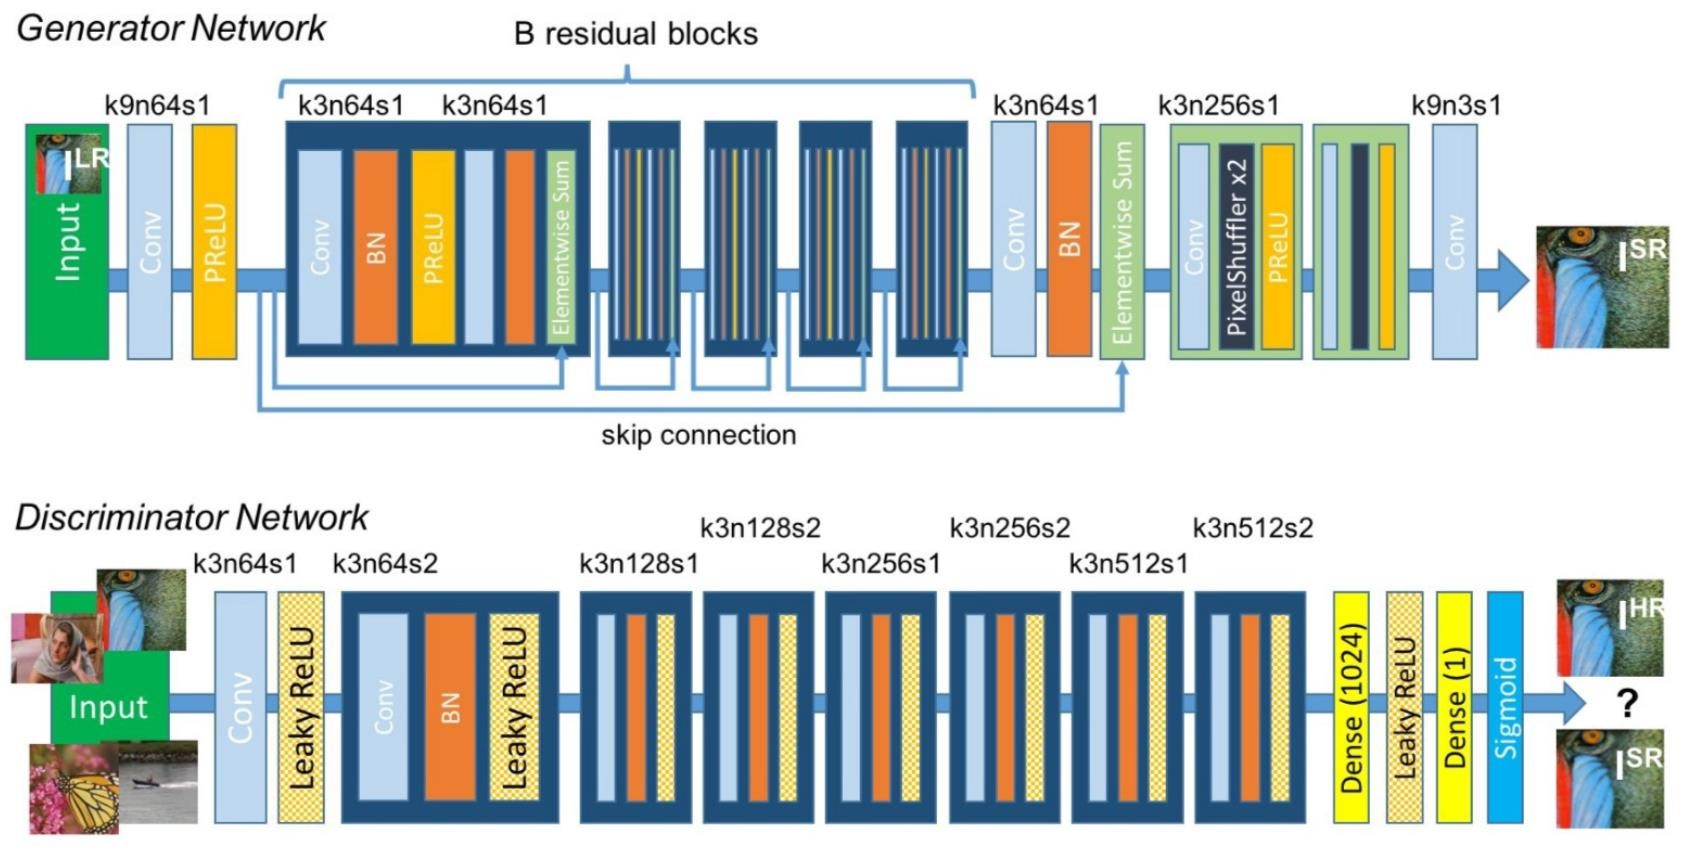 Generator Network
B residual blocks
k9n64s1
k3n64s1
k3n64s1
k3n64s1
k3n256s1
k9n3s1
I^LR
Input
Conv
PReLU
Conv
BN
PReLU
Elementwise Sum
Conv
BN
Elementwise Sum
Conv
PixelShuffler x2
PReLU
Conv
I^SR
skip connection
Discriminator Network
k3n64s1
k3n64s2
k3n128s1
k3n128s2
k3n256s1
k3n256s2
k3n512s1
k3n512s2
Input
Conv
Leaky ReLU
Conv
BN
Leaky ReLU
Dense (1024)
Leaky ReLU
Dense (1)
Sigmoid
I^HR
?
I^SR